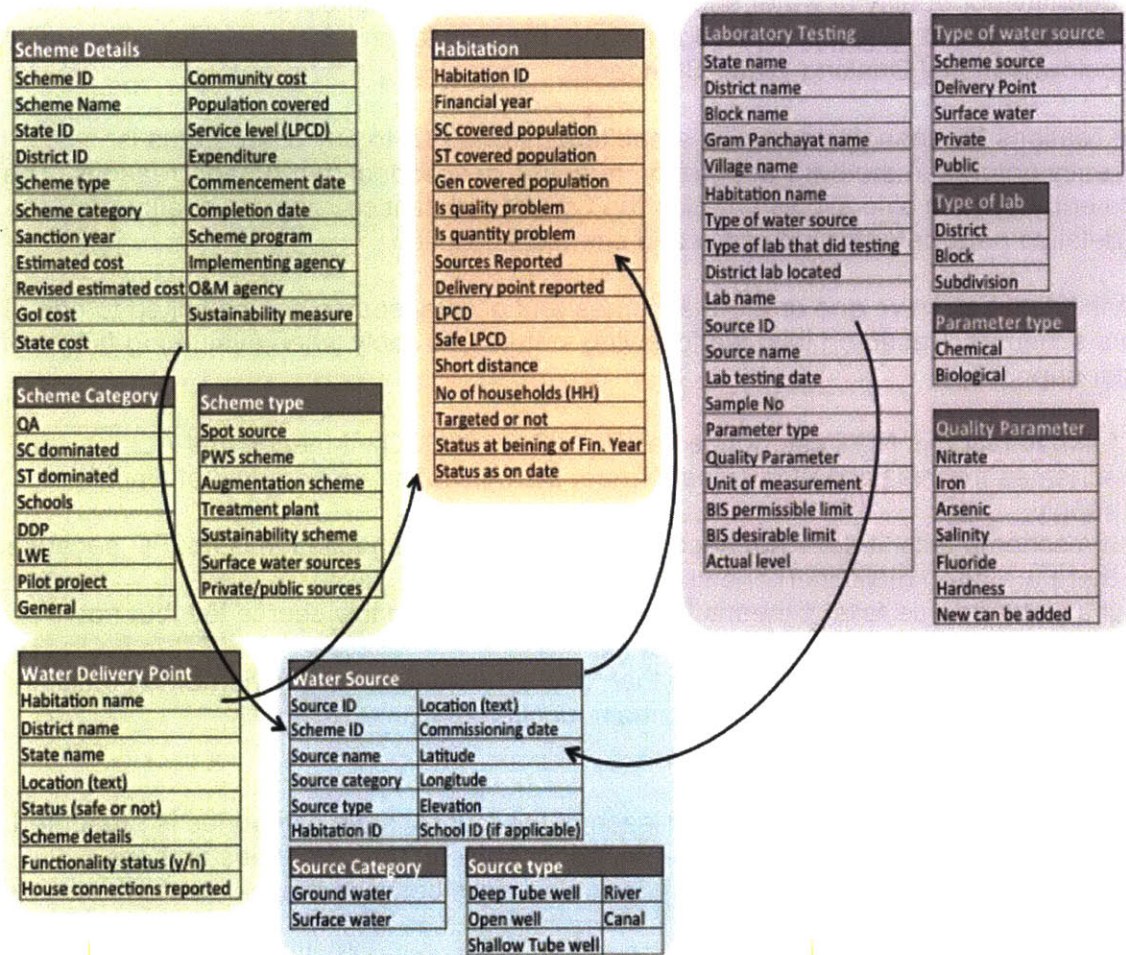 Scheme Details
Scheme ID Community cost
Scheme Name Population covered
State ID Service level (LPCD)
District ID Expenditure
Scheme type Commencement date
Scheme category Completion date
Sanction year Scheme program
Estimated cost Implementing agency
Revised estimated cost O&M agency
GoI cost Sustainability measure
State cost
Scheme Category
QA
SC dominated
ST dominated
Schools
DDP
LWE
Pilot project
General
Scheme type
Spot source
PWS scheme
Augmentation scheme
Treatment plant
Sustainability scheme
Surface water sources
Private/public sources
Habitation
Habitation ID
Financial year
SC covered population
ST covered population
Gen covered population
Is quality problem
Is quantity problem
Sources Reported
Delivery point reported
LPCD
Safe LPCD
Short distance
No of households (HH)
Targeted or not
Status at beining of Fin. Year
Status as on date
Laboratory Testing
State name
District name
Block name
Gram Panchayat name
Village name
Habitation name
Type of water source
Type of lab that did testing
District lab located
Lab name
Source ID
Source name
Lab testing date
Sample No
Parameter type
Quality Parameter
Unit of measurement
BIS permissible limit
BIS desirable limit
Actual level
Type of water source
Scheme source
Delivery Point
Surface water
Private
Public
Type of lab
District
Block
Subdivision
Parameter type
Chemical
Biological
Quality Parameter
Nitrate
Iron
Arsenic
Salinity
Fluoride
Hardness
New can be added
Water Delivery Point
Habitation name
District name
State name
Location (text)
Status (safe or not)
Scheme details
Functionality status (y/n)
House connections reported
Water Source
Source ID Location (text)
Scheme ID Commissioning date
Source name Latitude
Source category Longitude
Source type Elevation
Habitation ID School ID (if applicable)
Source Category
Ground water
Surface water
Source type
Deep Tube well River
Open well Canal
Shallow Tube well